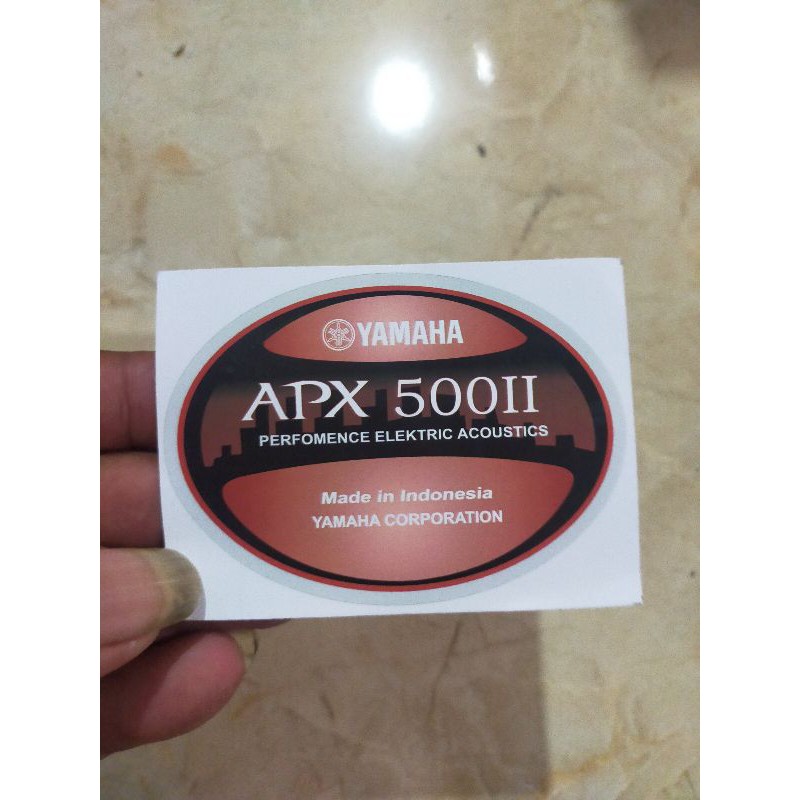 YAMAHA
APX 500II
PERFOMENCE ELEKTRIC ACOUSTICS
Made in Indonesia
YAMAHA CORPORATION